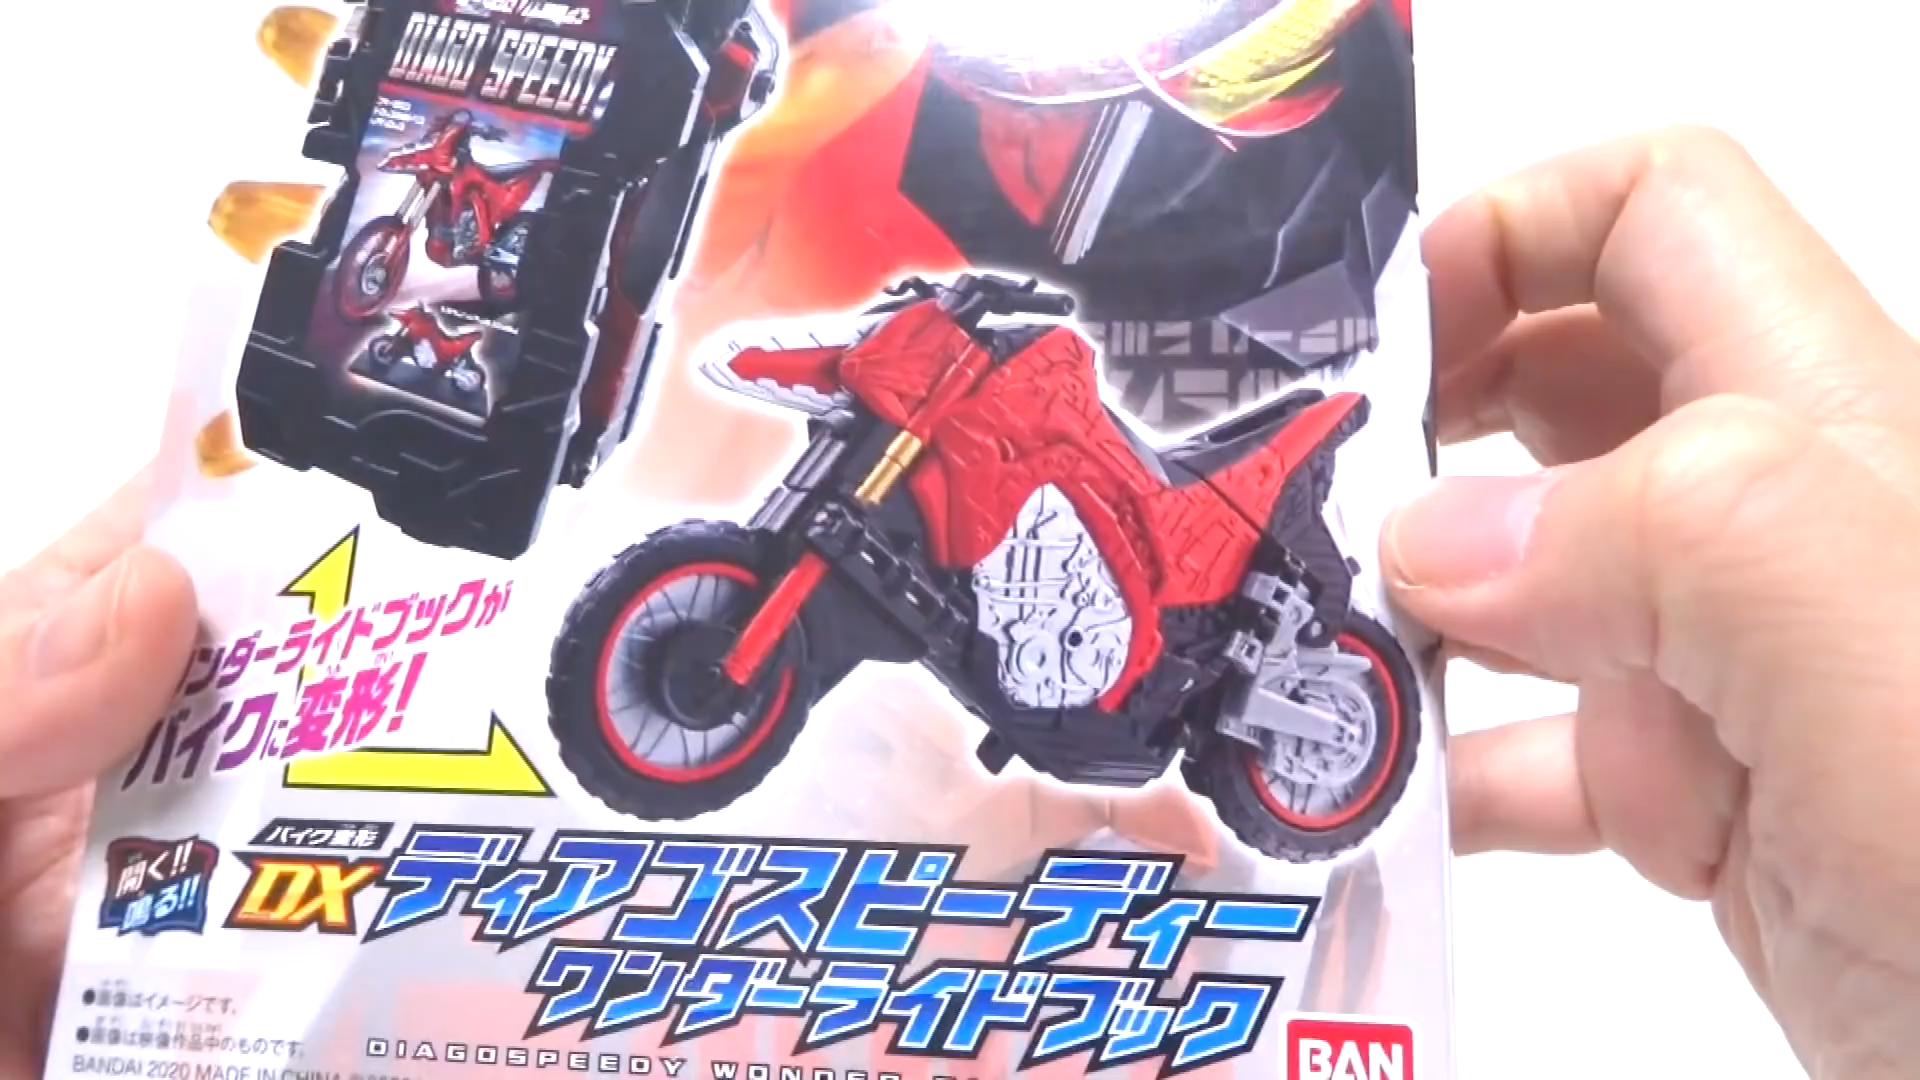 DIAGO SPEEDY
ワンダーライドブックが
バイクに変形!
開く!!
鳴る!!
バイク変形
DX ディアゴスピーディー
ワンダーライドブック
●画像はイメージです。
●画像は映像作品中のものです。
DIAGOSPEEDY WONDER
BANDAI 2020 MADE IN CHINA
BAN